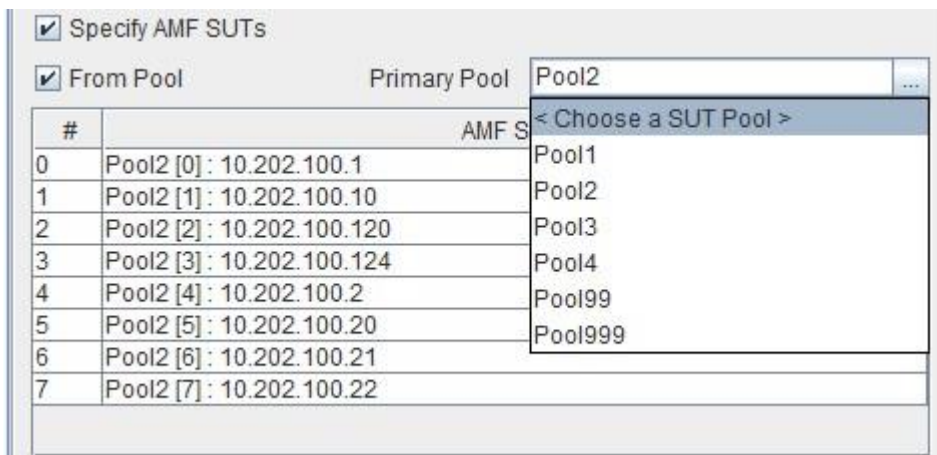 Specify AMF SUTs
From Pool Primary Pool Pool2 ...
# AMF S
< Choose a SUT Pool >
Pool1
Pool2
Pool3
Pool4
Pool99
Pool999
0 Pool2 [0] : 10.202.100.1
1 Pool2 [1] : 10.202.100.10
2 Pool2 [2] : 10.202.100.120
3 Pool2 [3] : 10.202.100.124
4 Pool2 [4] : 10.202.100.2
5 Pool2 [5] : 10.202.100.20
6 Pool2 [6] : 10.202.100.21
7 Pool2 [7] : 10.202.100.22